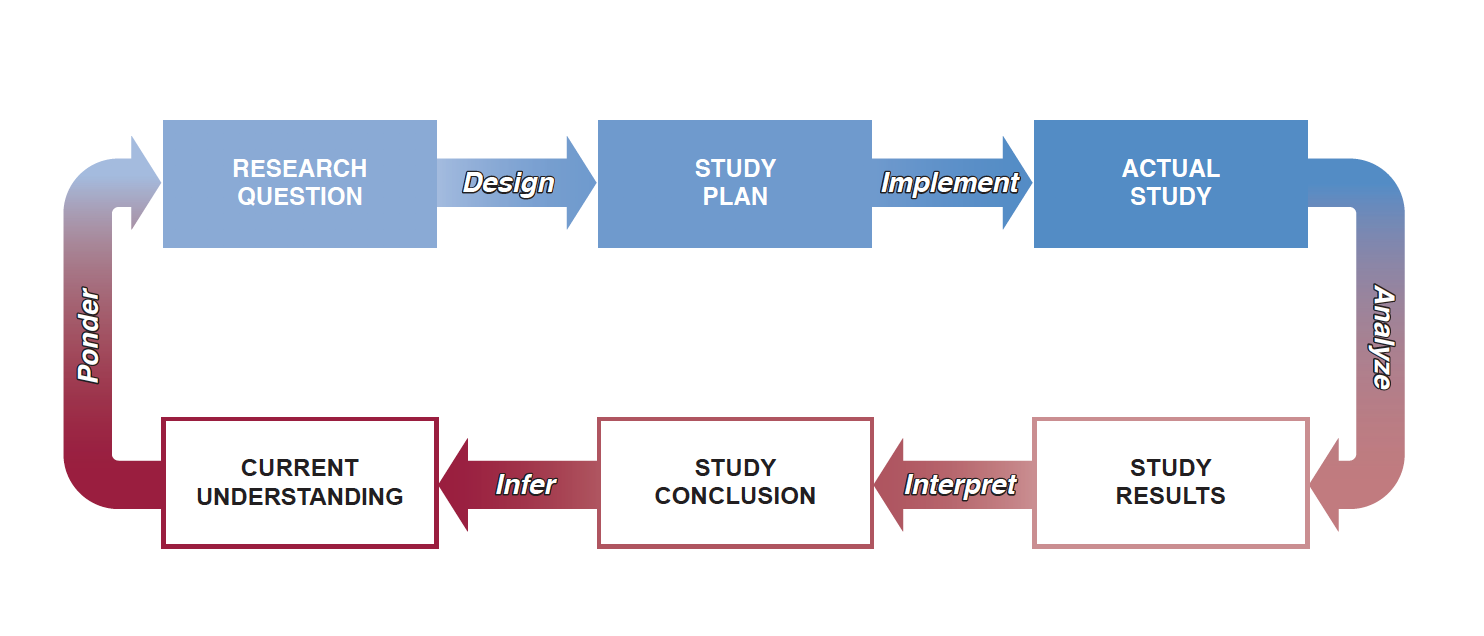 RESEARCH
QUESTION
Design
STUDY
PLAN
Implement
ACTUAL
STUDY
Analyze
STUDY
RESULTS
Interpret
STUDY
CONCLUSION
Infer
CURRENT
UNDERSTANDING
Ponder